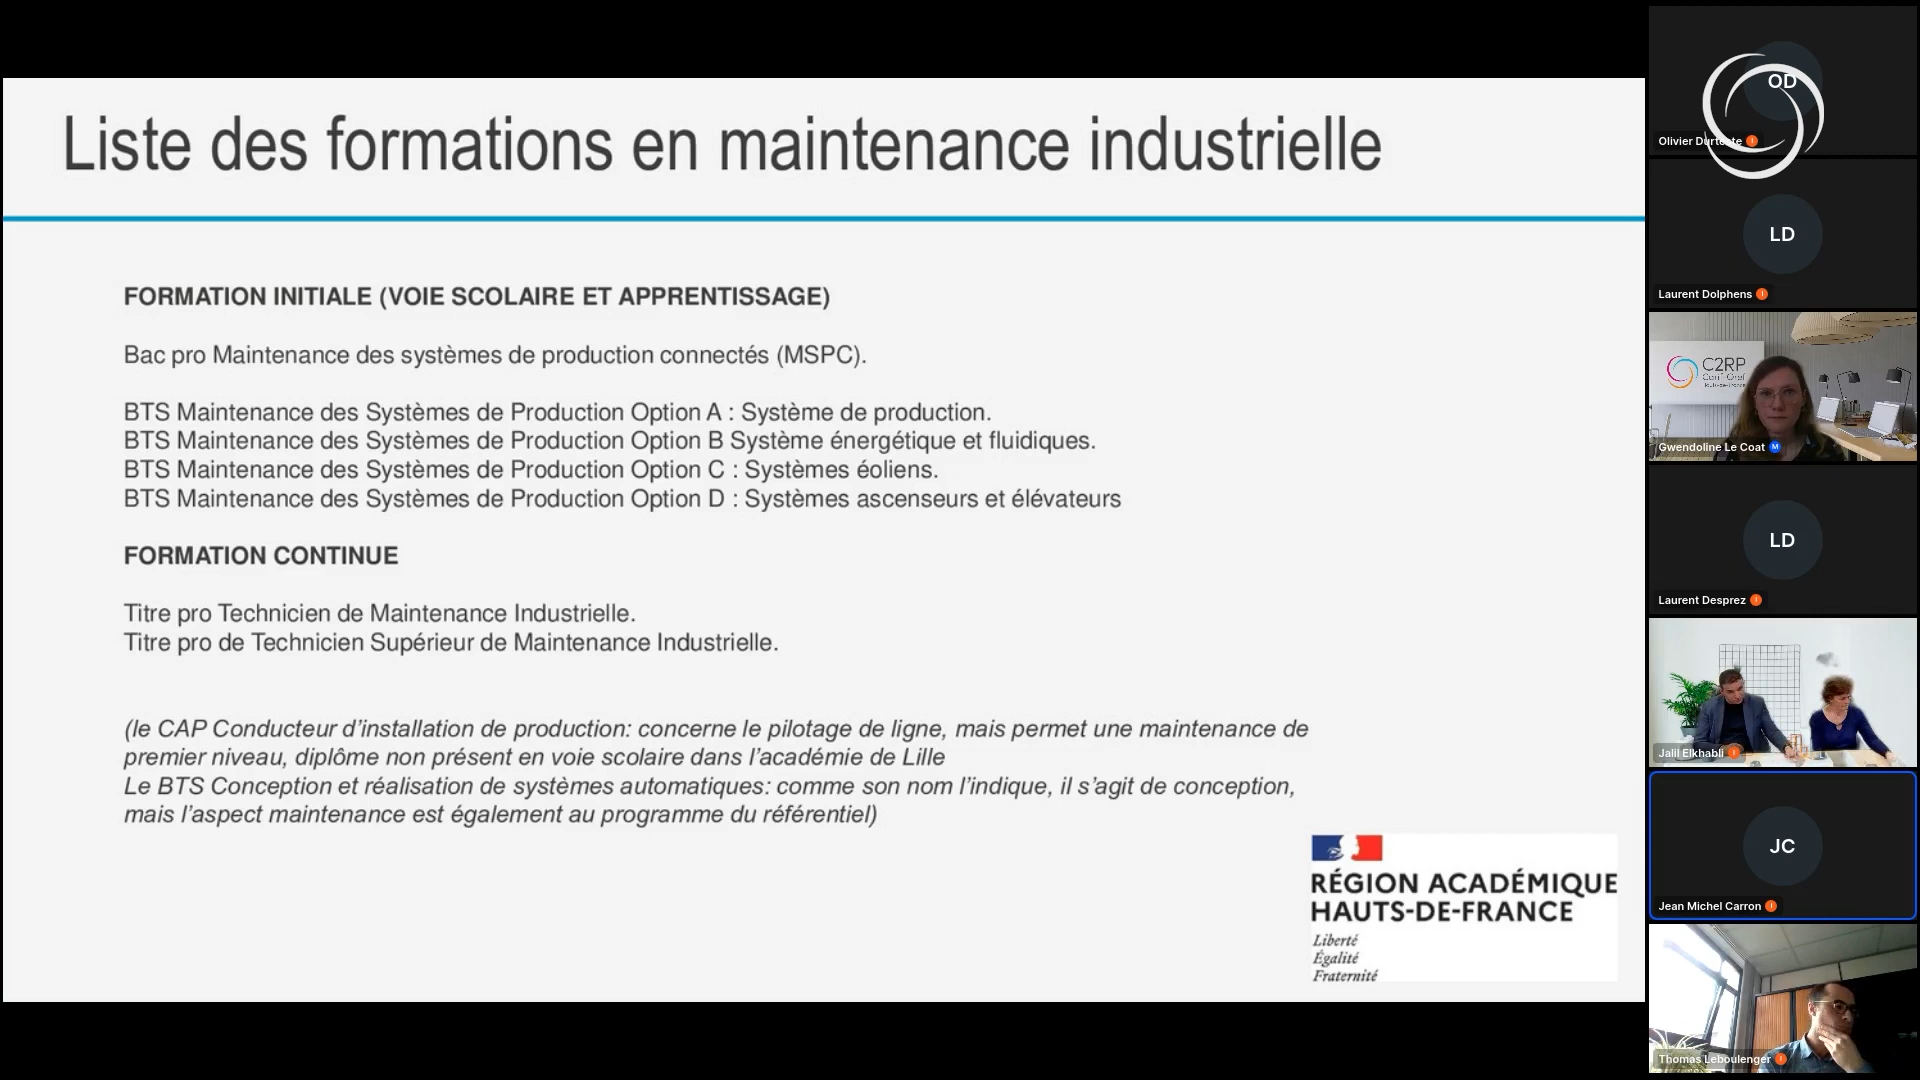 Liste des formations en maintenance industrielle
FORMATION INITIALE (VOIE SCOLAIRE ET APPRENTISSAGE)
Bac pro Maintenance des systèmes de production connectés (MSPC).
BTS Maintenance des Systèmes de Production Option A : Système de production.
BTS Maintenance des Systèmes de Production Option B Système énergétique et fluidiques.
BTS Maintenance des Systèmes de Production Option C : Systèmes éoliens.
BTS Maintenance des Systèmes de Production Option D : Systèmes ascenseurs et élévateurs
FORMATION CONTINUE
Titre pro Technicien de Maintenance Industrielle.
Titre pro de Technicien Supérieur de Maintenance Industrielle.
(le CAP Conducteur d’installation de production: concerne le pilotage de ligne, mais permet une maintenance de
premier niveau, diplôme non présent en voie scolaire dans l’académie de Lille
Le BTS Conception et réalisation de systèmes automatiques: comme son nom l’indique, il s’agit de conception,
mais l’aspect maintenance est également au programme du référentiel)
RÉGION ACADÉMIQUE
HAUTS-DE-FRANCE
Liberté
Égalité
Fraternité
OD
Olivier
LD
Laurent Dolphens
C2RP
Carif-Oref
Hauts-de-France
Gwendoline Le Coat
M
LD
Laurent Desprez
Jalil Elkhabli
JC
Jean Michel Carron
Thomas Leboulenger